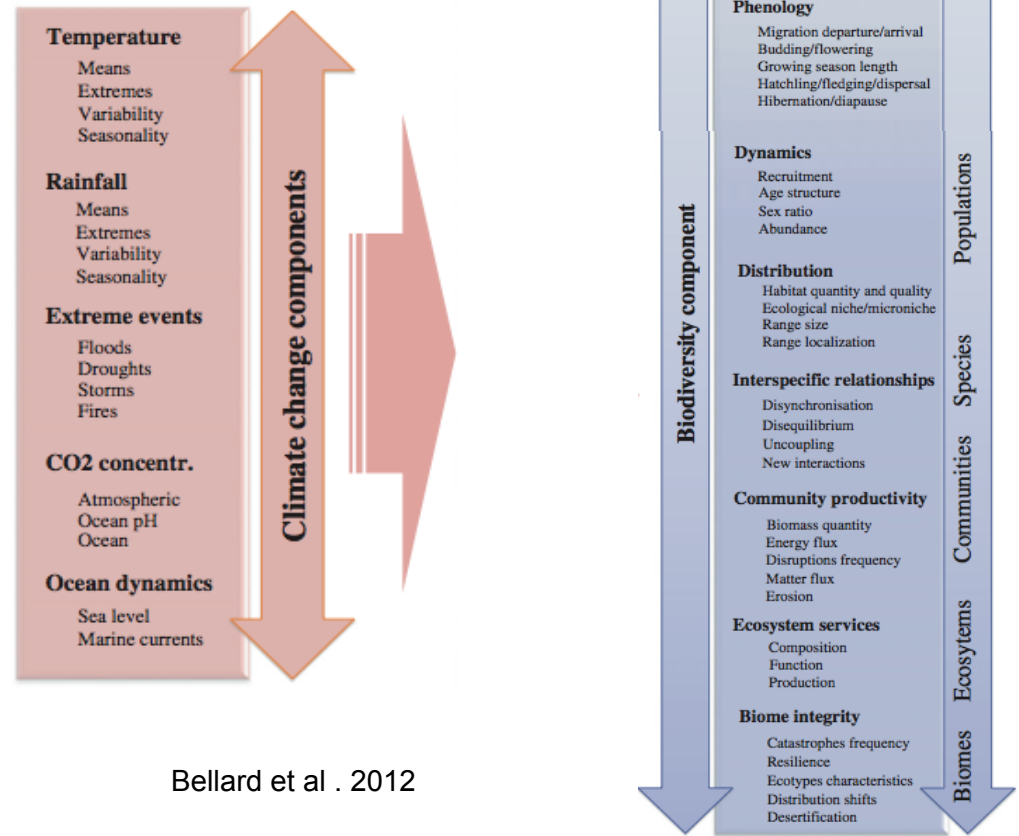 Temperature
Means
Extremes
Variability
Seasonality
Rainfall
Means
Extremes
Variability
Seasonality
Extreme events
Floods
Droughts
Storms
Fires
CO2 concentr.
Atmospheric
Ocean pH
Ocean
Ocean dynamics
Sea level
Marine currents
Climate change components
Bellard et al . 2012
Biodiversity component
Phenology
Migration departure/arrival
Budding/flowering
Growing season length
Hatchling/fledging/dispersal
Hibernation/diapause
Dynamics
Recruitment
Age structure
Sex ratio
Abundance
Distribution
Habitat quantity and quality
Ecological niche/microniche
Range size
Range localization
Interspecific relationships
Disynchronisation
Disequilibrium
Uncoupling
New interactions
Community productivity
Biomass quantity
Energy flux
Disruptions frequency
Matter flux
Erosion
Ecosystem services
Composition
Function
Production
Biome integrity
Catastrophes frequency
Resilience
Ecotypes characteristics
Distribution shifts
Desertification
Populations
Species
Communities
Ecosytems
Biomes